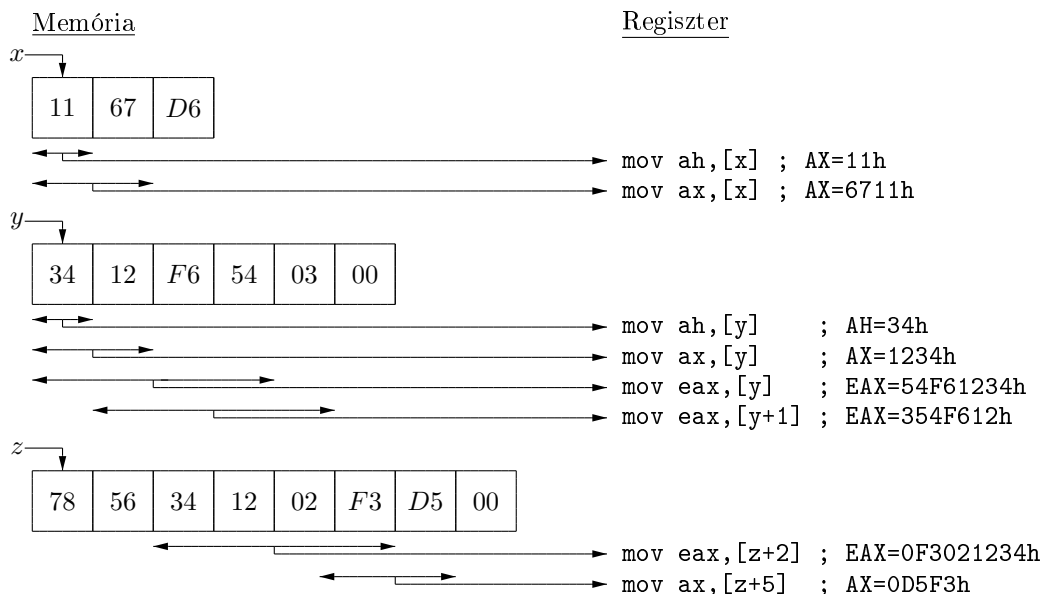 Memória Regiszter
x
11 67 D6
mov ah,[x] ; AX=11h
mov ax,[x] ; AX=6711h
y
34 12 F6 54 03 00
mov ah,[y] ; AH=34h
mov ax,[y] ; AX=1234h
mov eax,[y] ; EAX=54F61234h
mov eax,[y+1] ; EAX=354F612h
z
78 56 34 12 02 F3 D5 00
mov eax,[z+2] ; EAX=0F3021234h
mov ax,[z+5] ; AX=0D5F3h